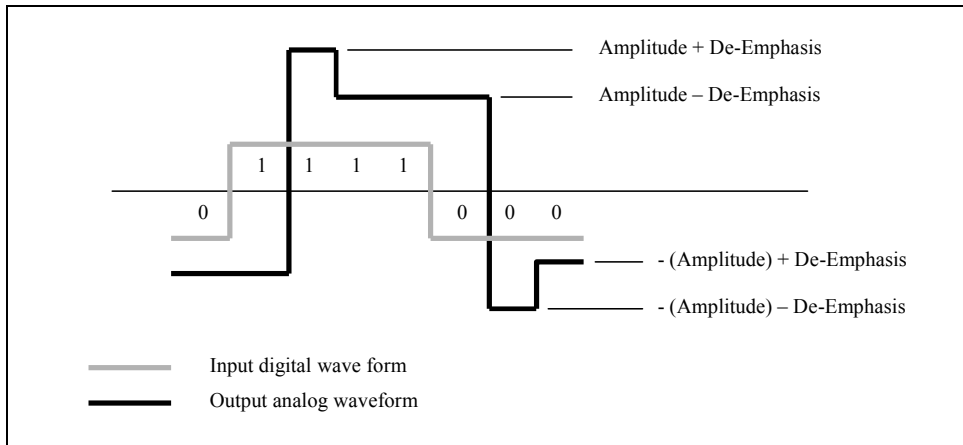 Amplitude + De-Emphasis
Amplitude – De-Emphasis
1 1 1 1
0
0 0 0
- (Amplitude) + De-Emphasis
- (Amplitude) – De-Emphasis
Input digital wave form
Output analog waveform